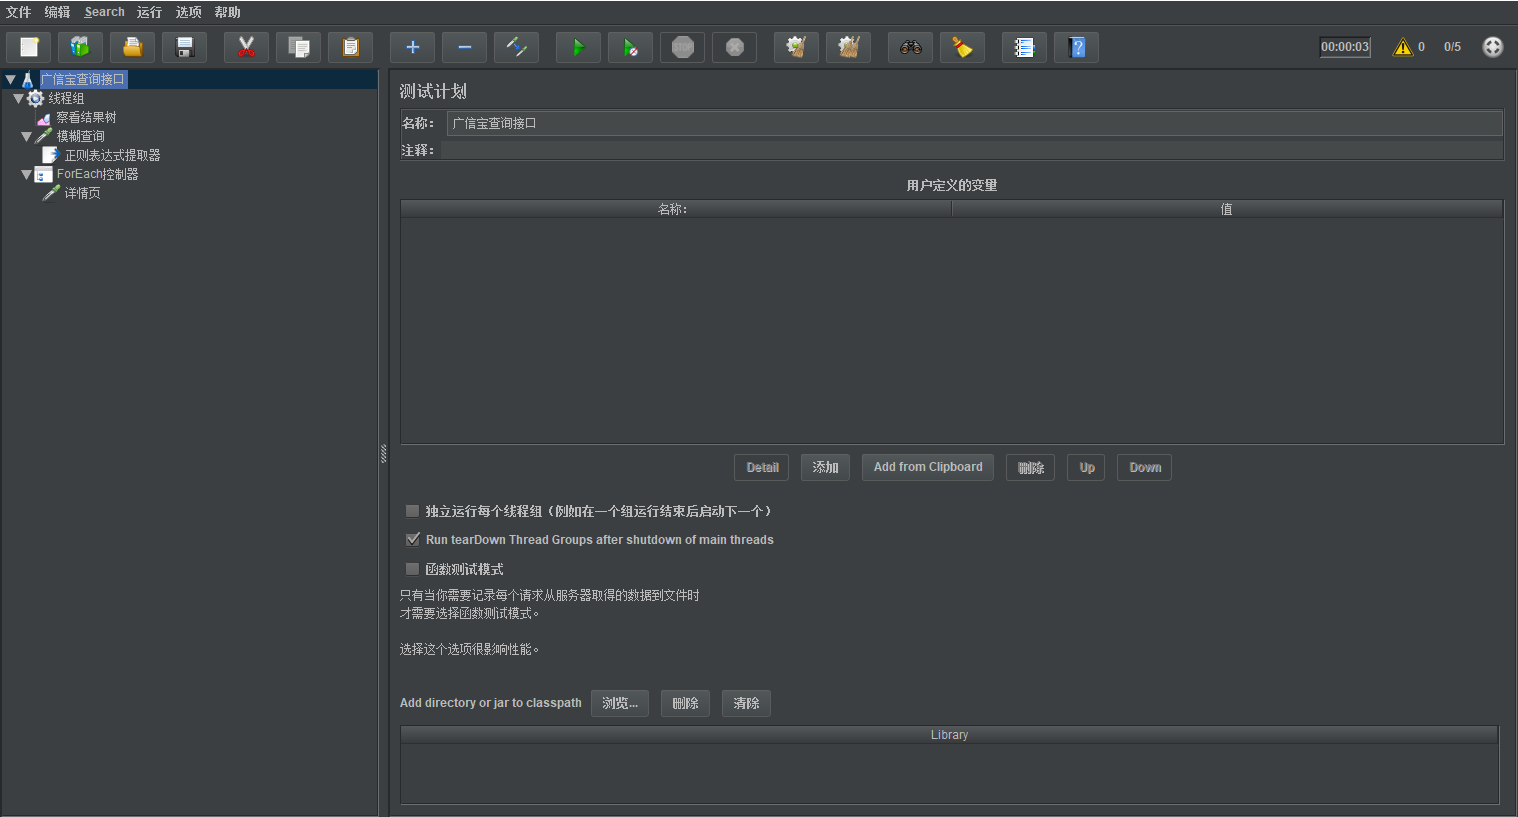 文件 编辑 Search 运行 选项 帮助
STOP
00:00:03 0 0/5
广信宝查询接口
线程组
察看结果树
模糊查询
正则表达式提取器
ForEach控制器
详情页
测试计划
名称： 广信宝查询接口
注释：
用户定义的变量
名称： 值
Detail 添加 Add from Clipboard 删除 Up Down
独立运行每个线程组（例如在一个组运行结束后启动下一个）
Run tearDown Thread Groups after shutdown of main threads
函数测试模式
只有当你需要记录每个请求从服务器取得的数据到文件时
才需要选择函数测试模式。
选择这个选项很影响性能。
Add directory or jar to classpath 浏览... 删除 清除
Library